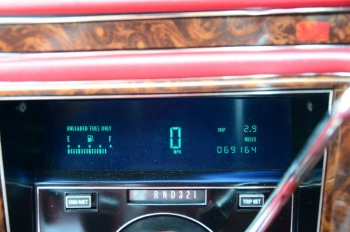 UNLEADED FUEL ONLY
E F
0
MPH
TRIP 2.9
MILES
069164
RND321
ENG/MET
TRIP SET